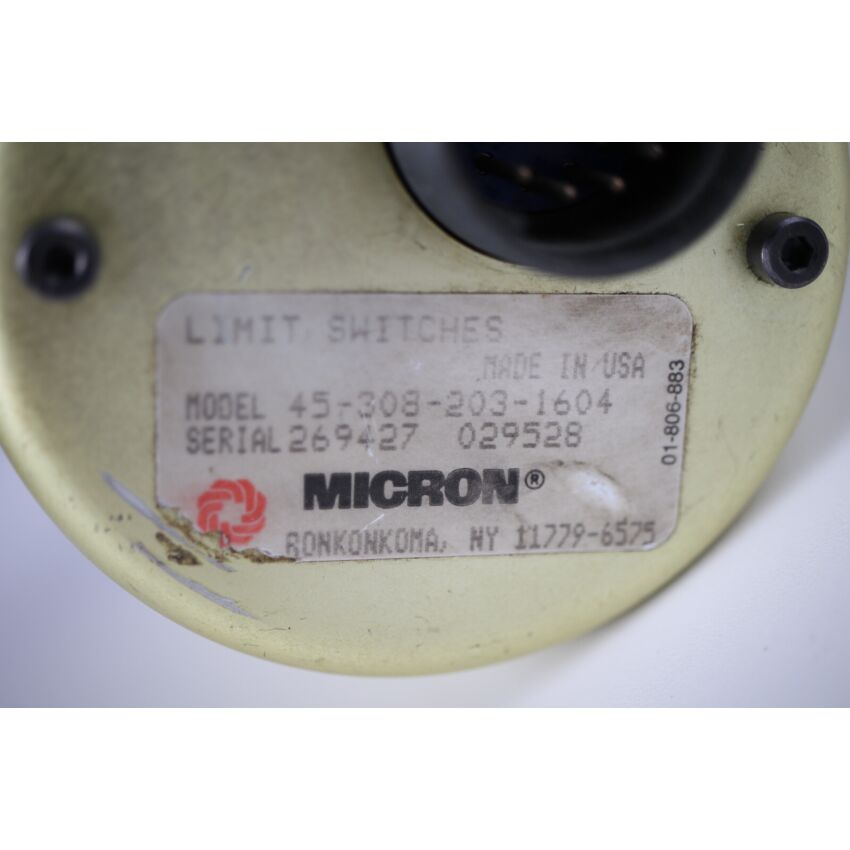 LIMIT SWITCHES
MADE IN USA
MODEL 45-308-203-1604
SERIAL 269427 029528
MICRON®
RONKONKOMA, NY 11779-6575
01-806-883